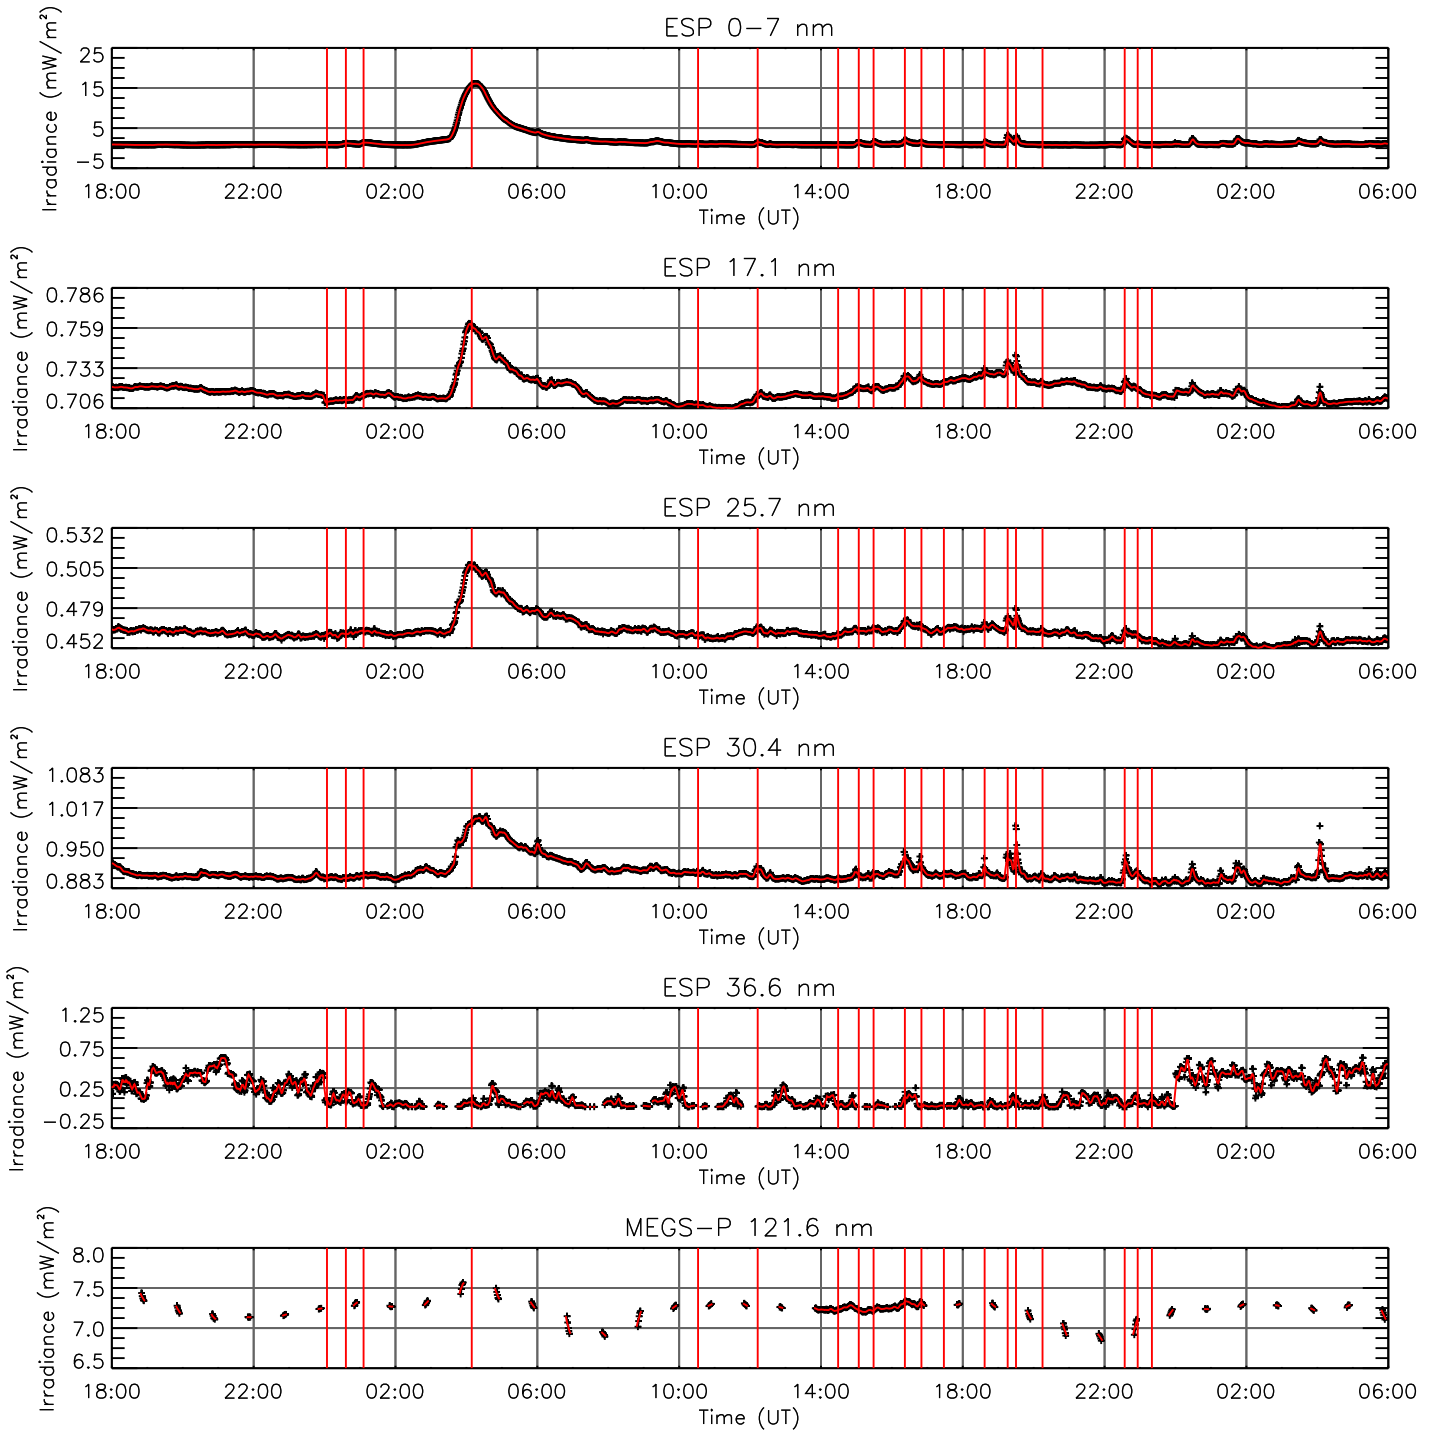 ESP 0-7 nm
Irradiance (mW/m²)
25
15
5
-5
18:00 22:00 02:00 06:00 10:00 14:00 18:00 22:00 02:00 06:00
Time (UT)
ESP 17.1 nm
Irradiance (mW/m²)
0.786
0.759
0.733
0.706
18:00 22:00 02:00 06:00 10:00 14:00 18:00 22:00 02:00 06:00
Time (UT)
ESP 25.7 nm
Irradiance (mW/m²)
0.532
0.505
0.479
0.452
18:00 22:00 02:00 06:00 10:00 14:00 18:00 22:00 02:00 06:00
Time (UT)
ESP 30.4 nm
Irradiance (mW/m²)
1.083
1.017
0.950
0.883
18:00 22:00 02:00 06:00 10:00 14:00 18:00 22:00 02:00 06:00
Time (UT)
ESP 36.6 nm
Irradiance (mW/m²)
1.25
0.75
0.25
-0.25
18:00 22:00 02:00 06:00 10:00 14:00 18:00 22:00 02:00 06:00
Time (UT)
MEGS-P 121.6 nm
Irradiance (mW/m²)
8.0
7.5
7.0
6.5
18:00 22:00 02:00 06:00 10:00 14:00 18:00 22:00 02:00 06:00
Time (UT)